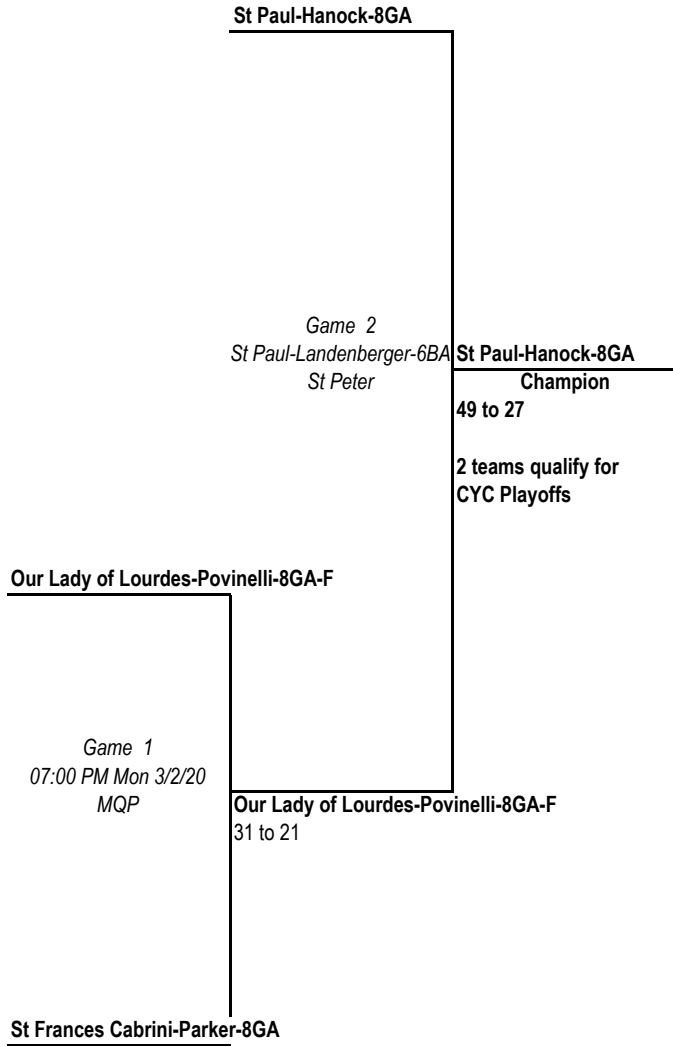 St Paul-Hanock-8GA
Game 2
St Paul-Landenberger-6BA
St Peter
St Paul-Hanock-8GA
Champion
49 to 27
2 teams qualify for
CYC Playoffs
Our Lady of Lourdes-Povinelli-8GA-F
Game 1
07:00 PM Mon 3/2/20
MQP
Our Lady of Lourdes-Povinelli-8GA-F
31 to 21
St Frances Cabrini-Parker-8GA